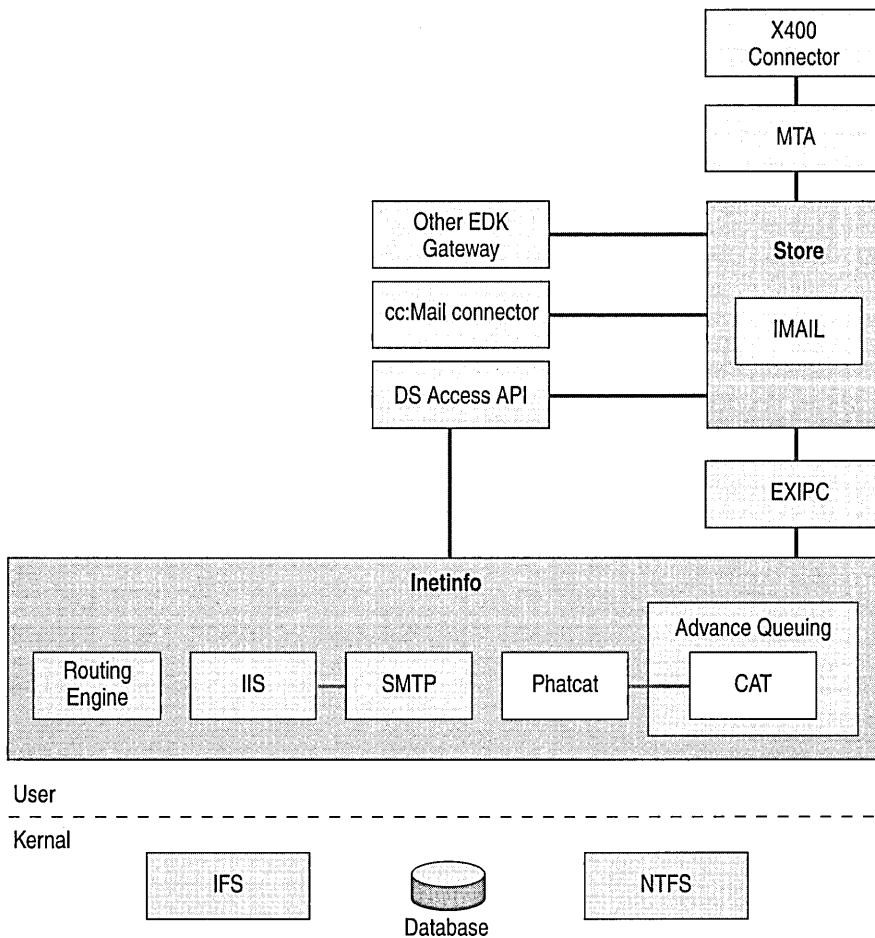 X400
Connector
MTA
Other EDK
Gateway
Store
cc:Mail connector
IMAIL
DS Access API
EXIPC
Inetinfo
Advance Queuing
Routing
Engine
IIS
SMTP
Phatcat
CAT
User
Kernal
IFS
Database
NTFS